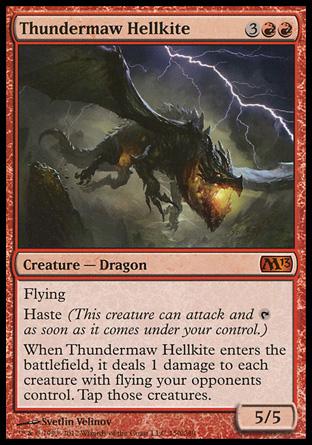 Thundermaw Hellkite 3
Creature — Dragon M13
Flying
Haste (This creature can attack and
as soon as it comes under your control.)
When Thundermaw Hellkite enters the
battlefield, it deals 1 damage to each
creature with flying your opponents
control. Tap those creatures.
Svetlin Velinov
5/5